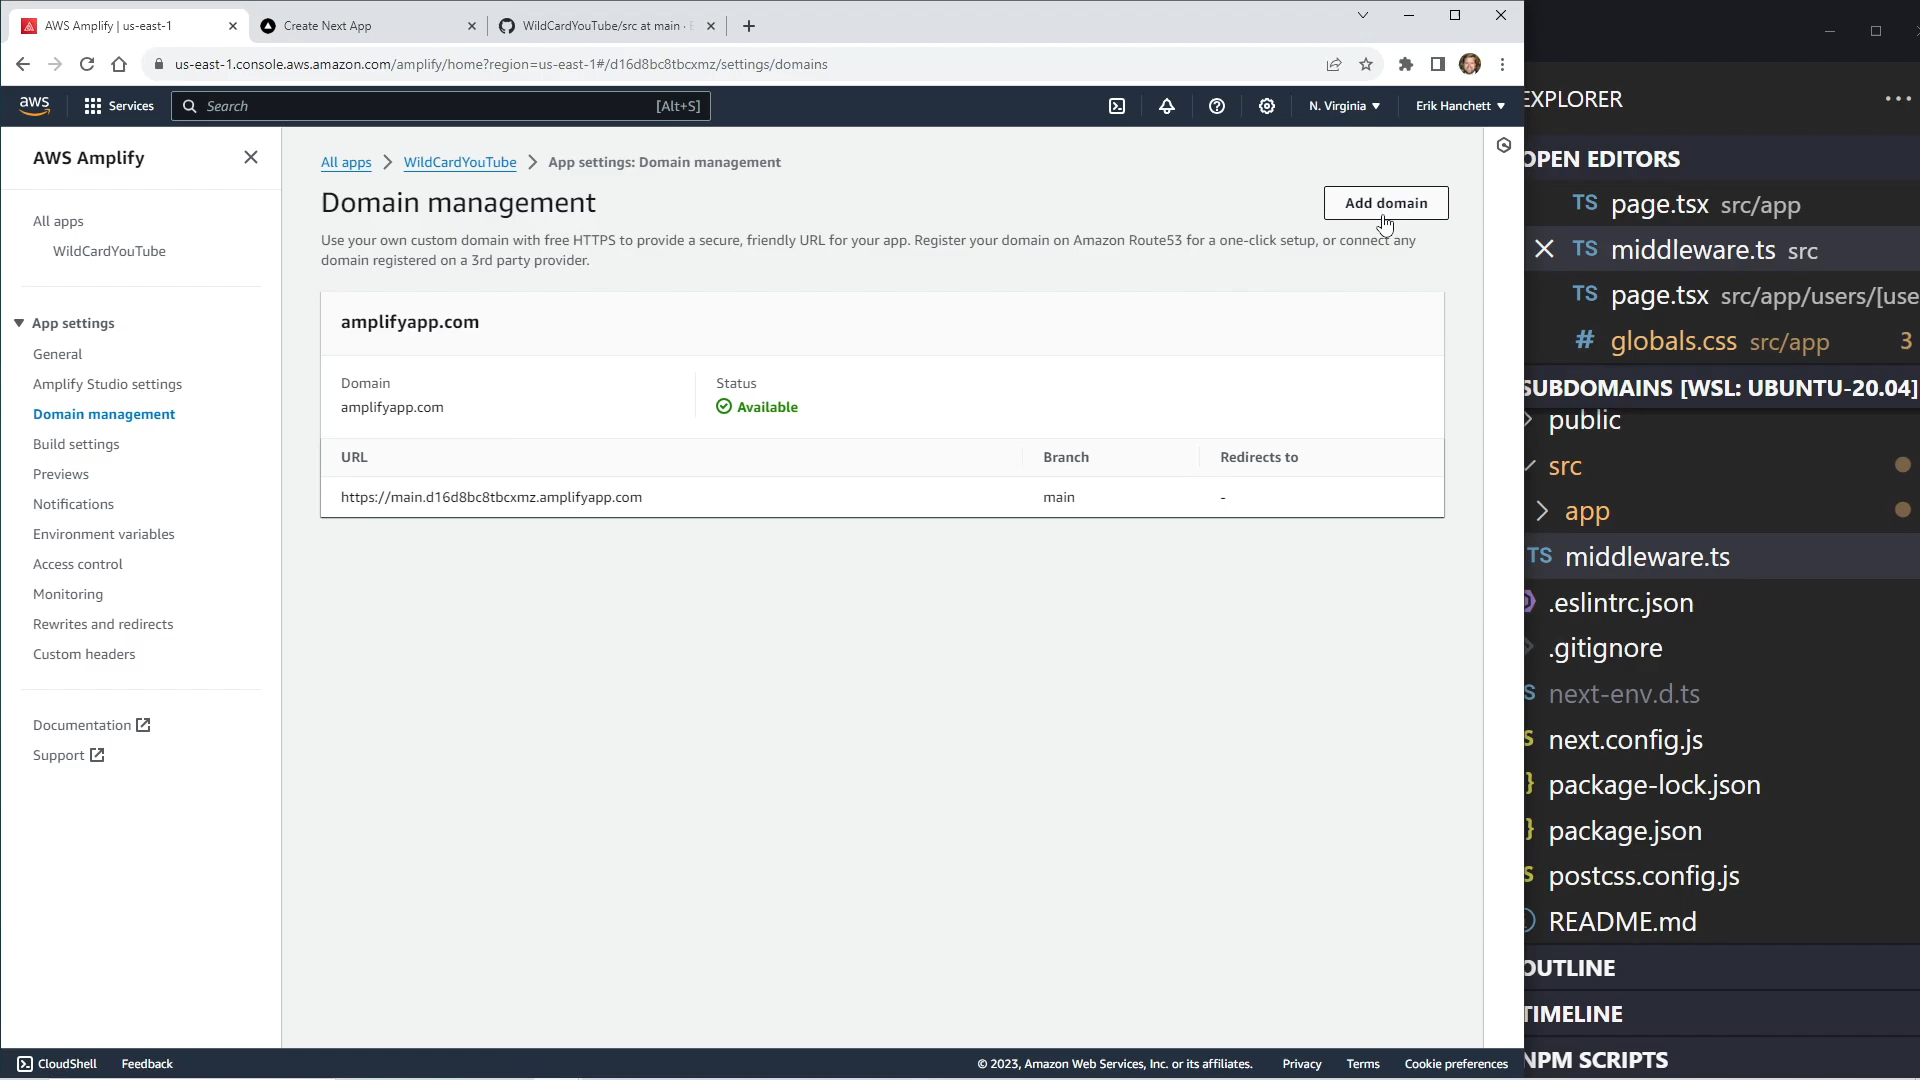 AWS Amplify | us-east-1
Create Next App
WildCardYouTube/src at main ·
us-east-1.console.aws.amazon.com/amplify/home?region=us-east-1#/d16d8bc8tbcxmz/settings/domains
aws
Services
Search
[Alt+S]
N. Virginia
Erik Hanchett
AWS Amplify
All apps
WildCardYouTube
App settings
General
Amplify Studio settings
Domain management
Build settings
Previews
Notifications
Environment variables
Access control
Monitoring
Rewrites and redirects
Custom headers
Documentation
Support
All apps > WildCardYouTube > App settings: Domain management
Domain management
Add domain
Use your own custom domain with free HTTPS to provide a secure, friendly URL for your app. Register your domain on Amazon Route53 for a one-click setup, or connect any
domain registered on a 3rd party provider.
amplifyapp.com
Domain
amplifyapp.com
Status
Available
URL
Branch
Redirects to
https://main.d16d8bc8tbcxmz.amplifyapp.com
main
-
CloudShell
Feedback
© 2023, Amazon Web Services, Inc. or its affiliates.
Privacy
Terms
Cookie preferences
EXPLORER
OPEN EDITORS
TS page.tsx src/app
TS middleware.ts src
TS page.tsx src/app/users/[use
# globals.css src/app 3
SUBDOMAINS [WSL: UBUNTU-20.04]
public
src
app
TS middleware.ts
.eslintrc.json
.gitignore
next-env.d.ts
next.config.js
package-lock.json
package.json
postcss.config.js
README.md
OUTLINE
TIMELINE
NPM SCRIPTS